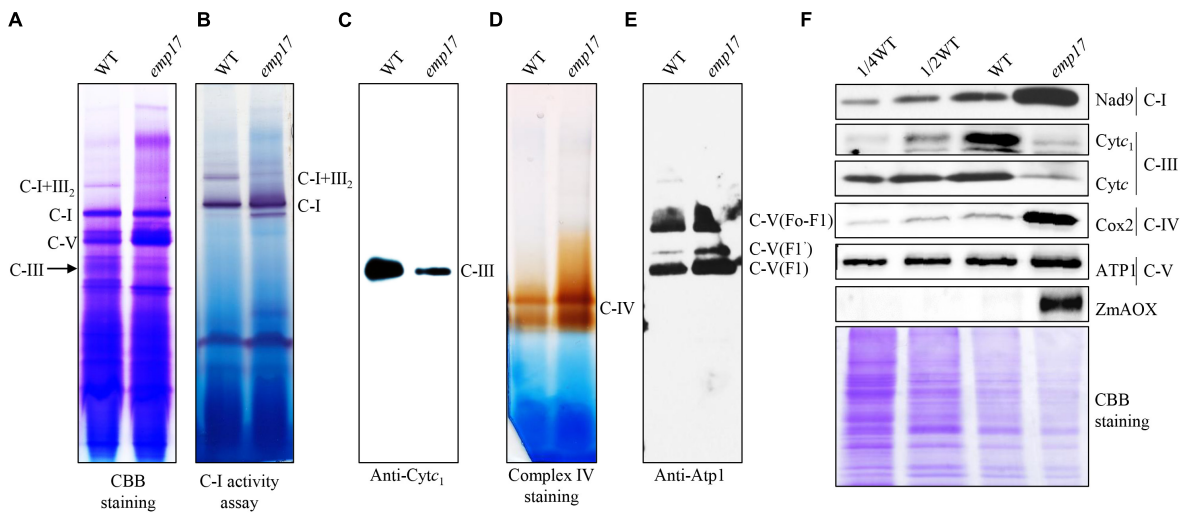 A
B
C
D
E
F
WT
emp17
WT
emp17
WT
emp17
WT
emp17
WT
emp17
1/4WT
1/2WT
WT
emp17
C-I+III2
C-I
C-V
C-III
C-I+III2
C-I
C-III
C-IV
C-V(Fo-F1)
C-V(F1')
C-V(F1)
Nad9 C-I
Cytc1
C-III
Cytc
Cox2 C-IV
ATP1 C-V
ZmAOX
CBB
staining
CBB
staining
C-I activity
assay
Anti-Cytc1
Complex IV
staining
Anti-Atp1